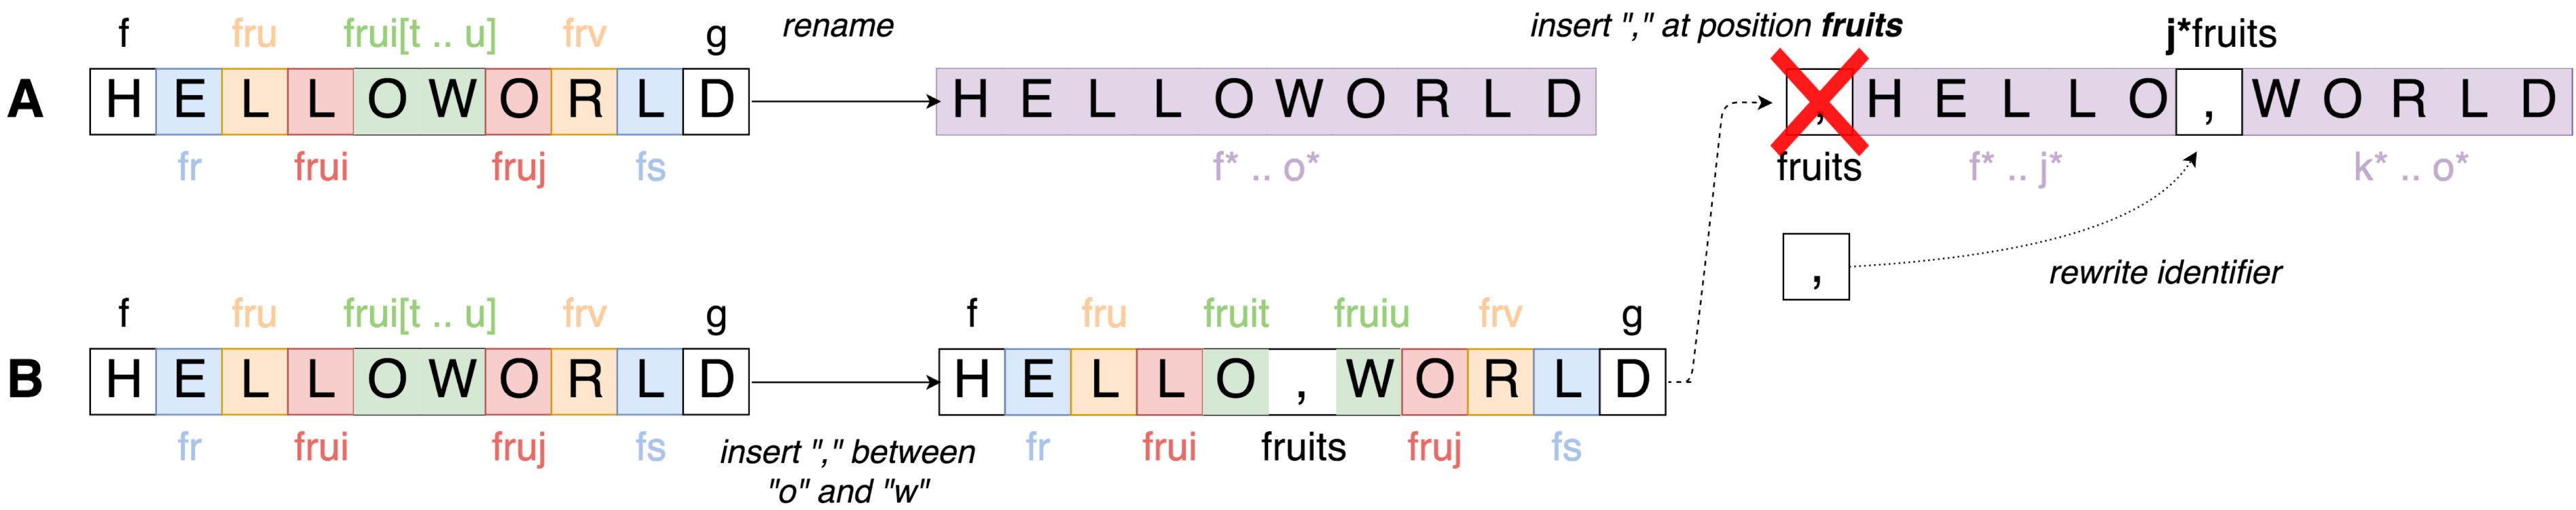 f fru frui[t .. u] frv g rename insert "," at position fruits j*fruits
A H E L L O W O R L D H E L L O W O R L D , H E L L O , W O R L D
fr frui fruj fs f* .. o* fruits f* .. j* k* .. o*
, rewrite identifier
f fru frui[t .. u] frv g f fru fruit fruiu frv g
B H E L L O W O R L D H E L L O , W O R L D
fr frui fruj fs insert "," between fr frui fruits fruj fs
"o" and "w"